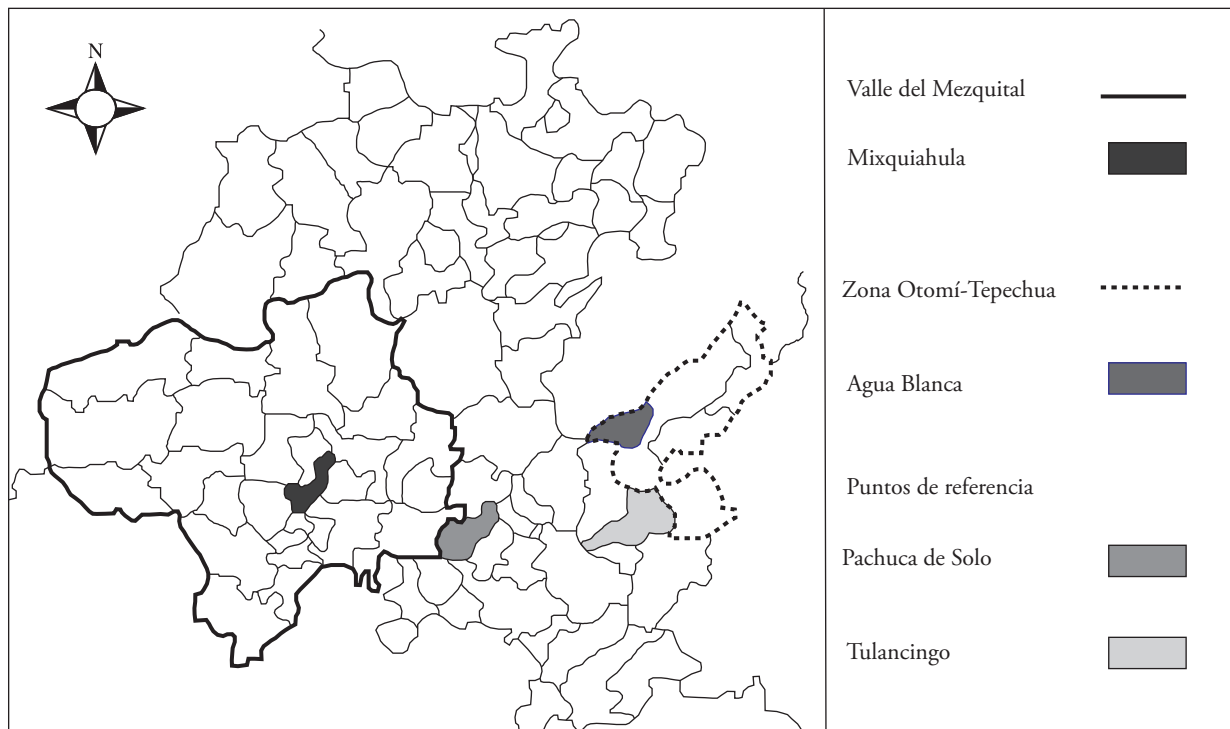 N
Valle del Mezquital
Mixquiahula
Zona Otomí-Tepechua
Agua Blanca
Puntos de referencia
Pachuca de Solo
Tulancingo